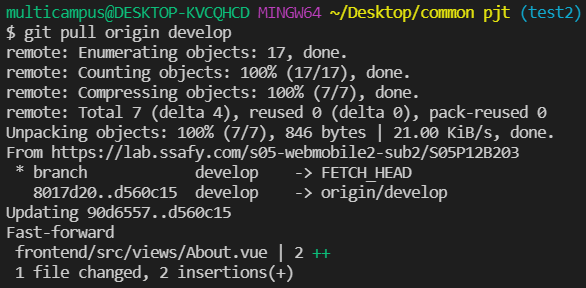 multicampus@DESKTOP-KVCQHCD MINGW64 ~/Desktop/common pjt (test2)
$ git pull origin develop
remote: Enumerating objects: 17, done.
remote: Counting objects: 100% (17/17), done.
remote: Compressing objects: 100% (7/7), done.
remote: Total 7 (delta 4), reused 0 (delta 0), pack-reused 0
Unpacking objects: 100% (7/7), 846 bytes | 21.00 KiB/s, done.
From https://lab.ssafy.com/s05-webmobile2-sub2/S05P12B203
 * branch            develop    -> FETCH_HEAD
   8017d20..d560c15  develop    -> origin/develop
Updating 90d6557..d560c15
Fast-forward
 frontend/src/views/About.vue | 2 ++
 1 file changed, 2 insertions(+)